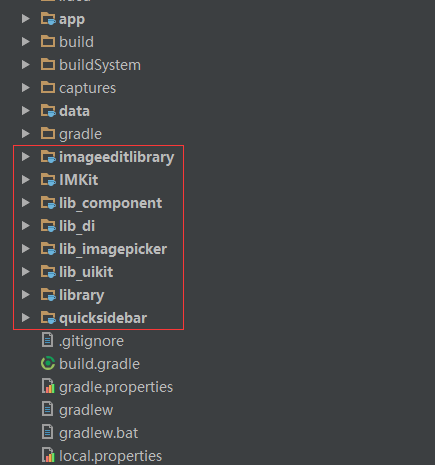 app
build
buildSystem
captures
data
gradle
imageeditlibrary
IMKit
lib_component
lib_di
lib_imagepicker
lib_uikit
library
quicksidebar
.gitignore
build.gradle
gradle.properties
gradlew
gradlew.bat
local.properties